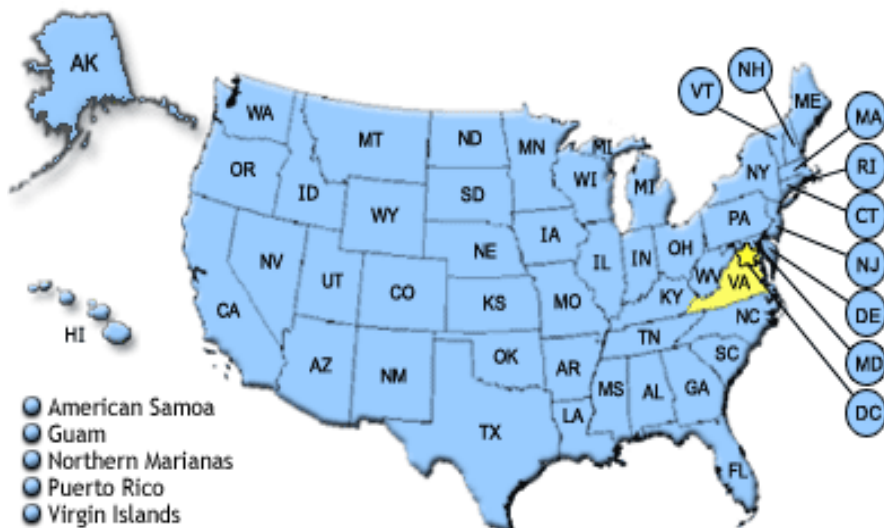 AK
VT
NH
ME
MA
WA
MT
ND
MN
MI
RI
OR
ID
SD
WI
MI
NY
CT
WY
PA
IA
NE
OH
NJ
NV
UT
CO
IL
IN
WV
VA
CA
KS
MO
KY
DE
NC
HI
TN
AZ
NM
OK
AR
SC
MD
MS
AL
GA
DC
American Samoa
LA
TX
Guam
Northern Marianas
FL
Puerto Rico
Virgin Islands